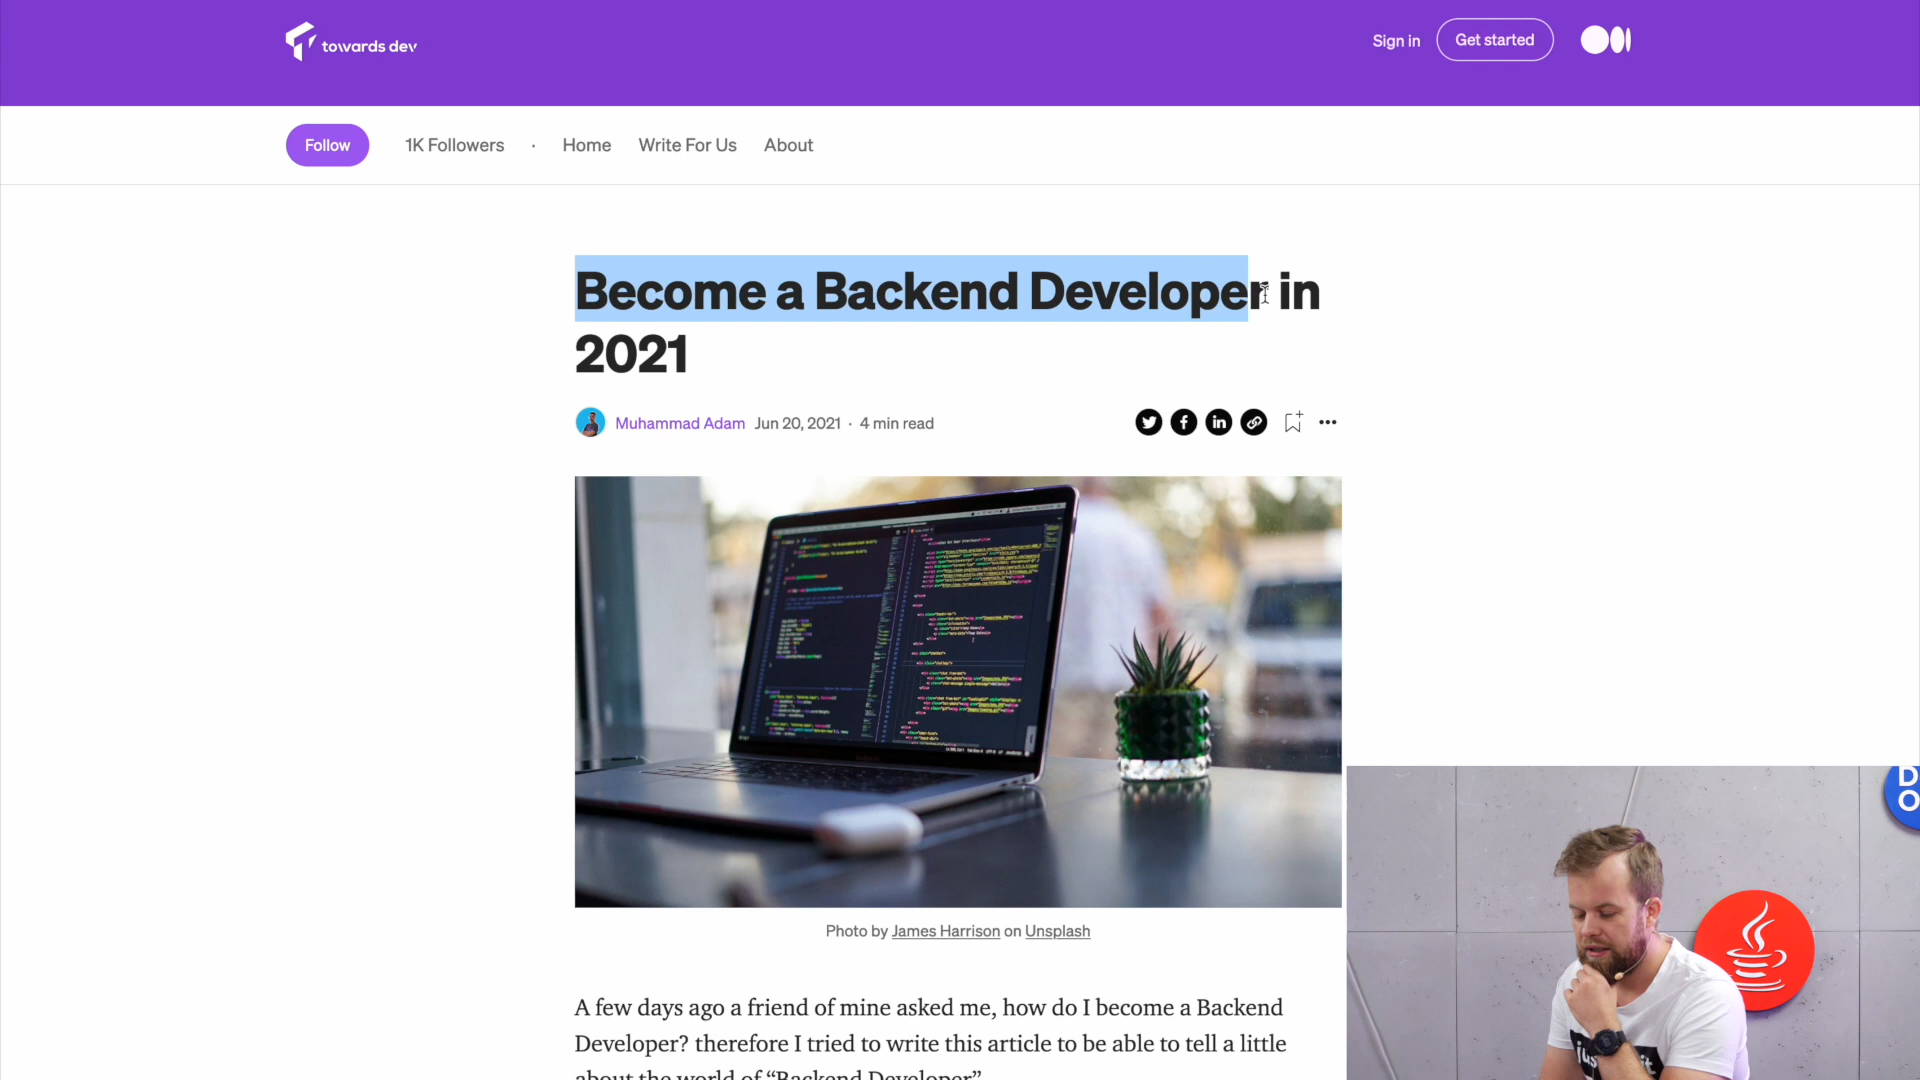 towards dev
Sign in
Get started
Follow
1K Followers
·
Home
Write For Us
About
Become a Backend Developer in
2021
Muhammad Adam
Jun 20, 2021 · 4 min read
Photo by James Harrison on Unsplash
A few days ago a friend of mine asked me, how do I become a Backend
Developer? therefore I tried to write this article to be able to tell a little
about the world of “Backend Developer”
D
O